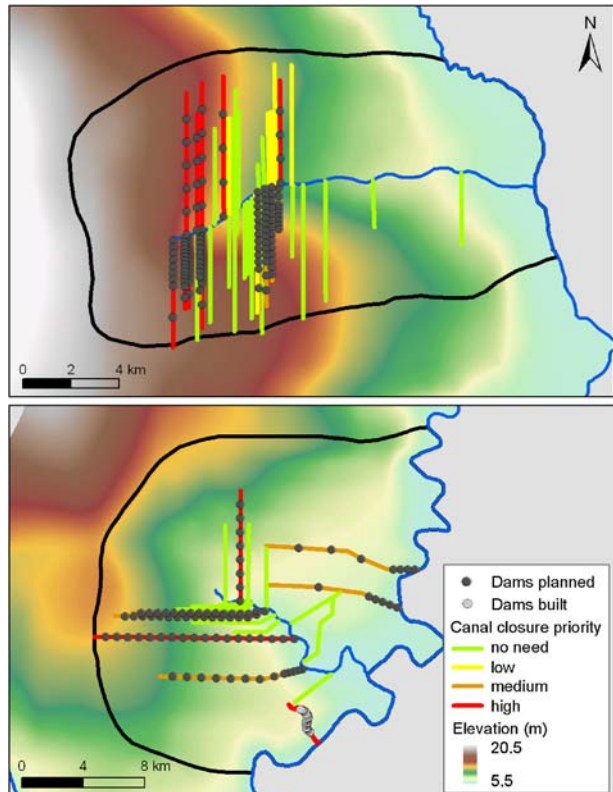 N
0 2 4 km
Dams planned
Dams built
Canal closure priority
no need
low
medium
high
Elevation (m)
20.5
5.5
0 4 8 km